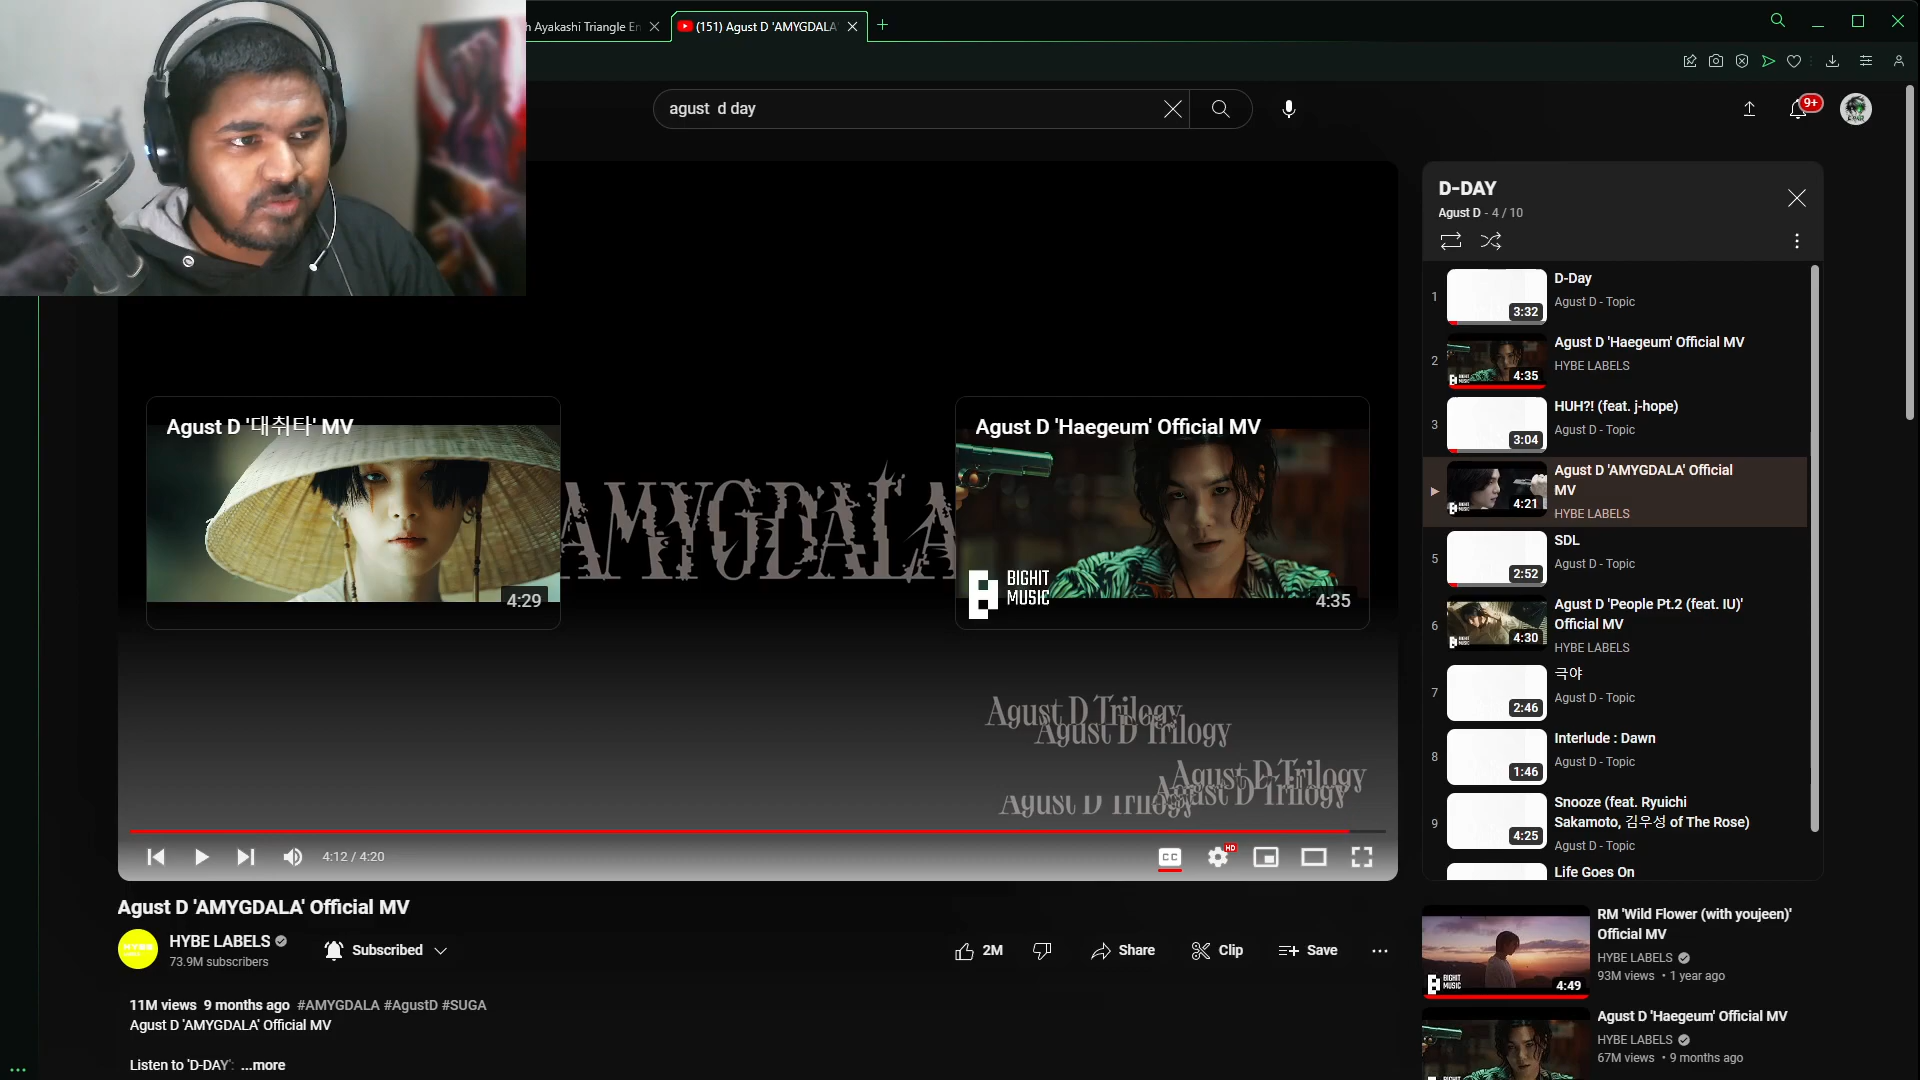 h Ayakashi Triangle En
(151) Agust D 'AMYGDALA'
agust  d day
9+
Agust D '대취타' MV
4:29
AMYGDALA
Agust D 'Haegeum' Official MV
BIGHIT
MUSIC
4:35
Agust D Trilogy
Agust D Trilogy
Agust D Trilogy
Agust D Trilogy
Agust D Trilogy
4:12 / 4:20
CC
HD
Agust D 'AMYGDALA' Official MV
HYBE LABELS
73.9M subscribers
Subscribed
2M
Share
Clip
Save
11M views 9 months ago #AMYGDALA #AgustD #SUGA
Agust D 'AMYGDALA' Official MV
Listen to 'D-DAY': ...more
D-DAY
Agust D - 4 / 10
1
3:32
D-Day
Agust D - Topic
2
4:35
Agust D 'Haegeum' Official MV
HYBE LABELS
3
3:04
HUH?! (feat. j-hope)
Agust D - Topic
4:21
Agust D 'AMYGDALA' Official
MV
HYBE LABELS
5
2:52
SDL
Agust D - Topic
6
4:30
Agust D 'People Pt.2 (feat. IU)'
Official MV
HYBE LABELS
7
2:46
극야
Agust D - Topic
8
1:46
Interlude : Dawn
Agust D - Topic
9
4:25
Snooze (feat. Ryuichi
Sakamoto, 김우성 of The Rose)
Agust D - Topic
Life Goes On
BIGHIT
MUSIC
4:49
RM 'Wild Flower (with youjeen)'
Official MV
HYBE LABELS
93M views • 1 year ago
Agust D 'Haegeum' Official MV
HYBE LABELS
67M views • 9 months ago